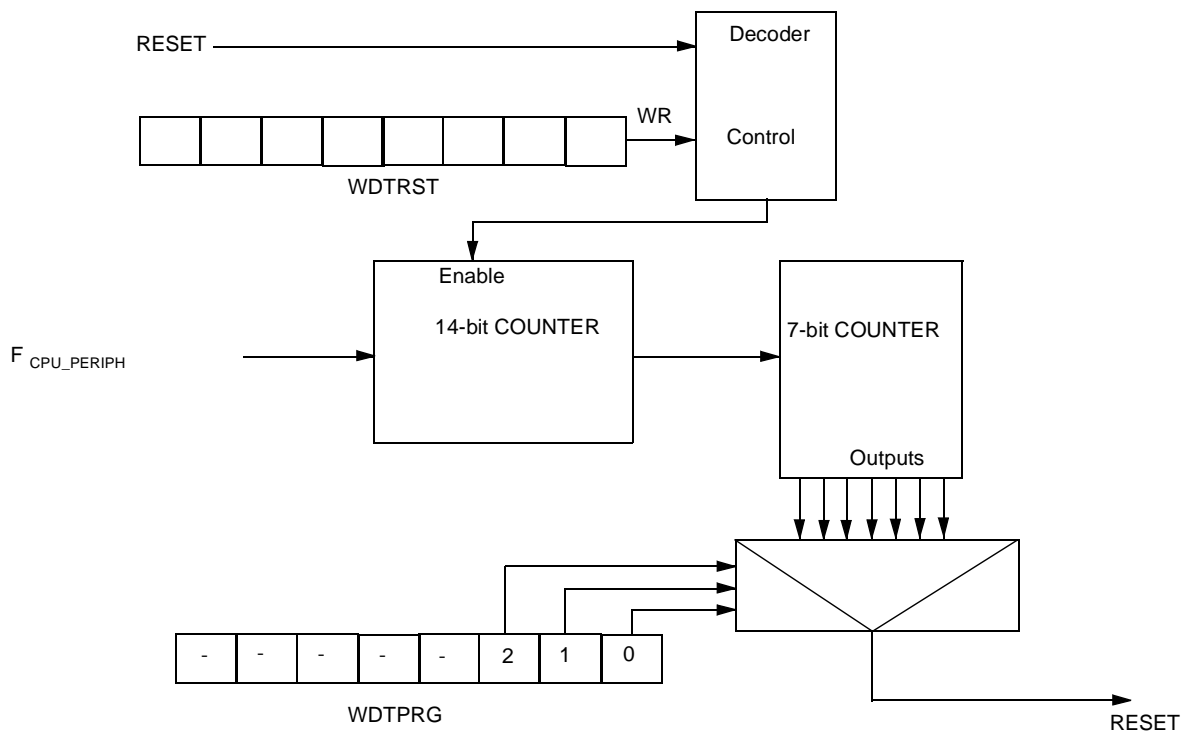 Decoder
RESET
WR
Control
WDTRST
Enable
14-bit COUNTER
7-bit COUNTER
F CPU_PERIPH
Outputs
- - - - - 2 1 0
WDTPRG
RESET